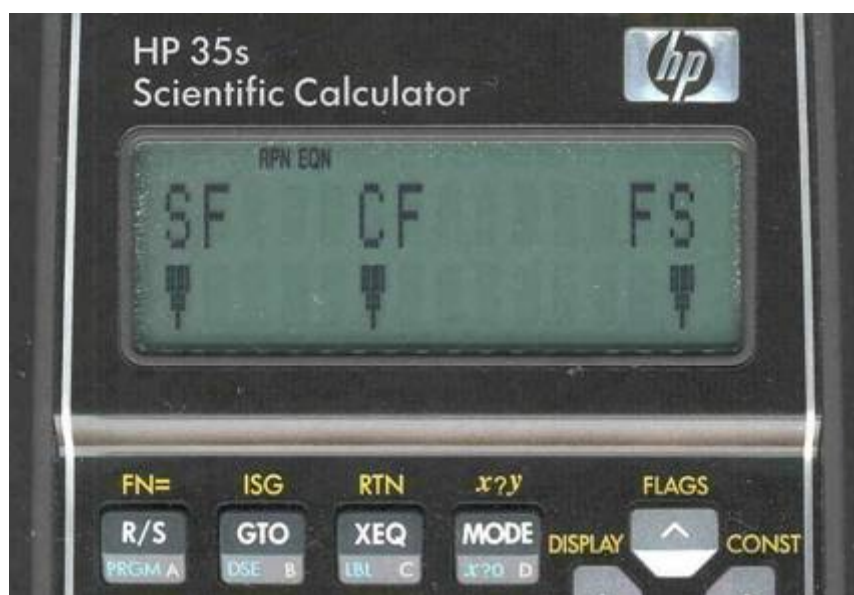 HP 35s
Scientific Calculator
hp
RPN EQN
SF CF FS
FN= ISG RTN x?y FLAGS
R/S GTO XEQ MODE DISPLAY CONST
PRGM A DSE B LBL C x?0 D